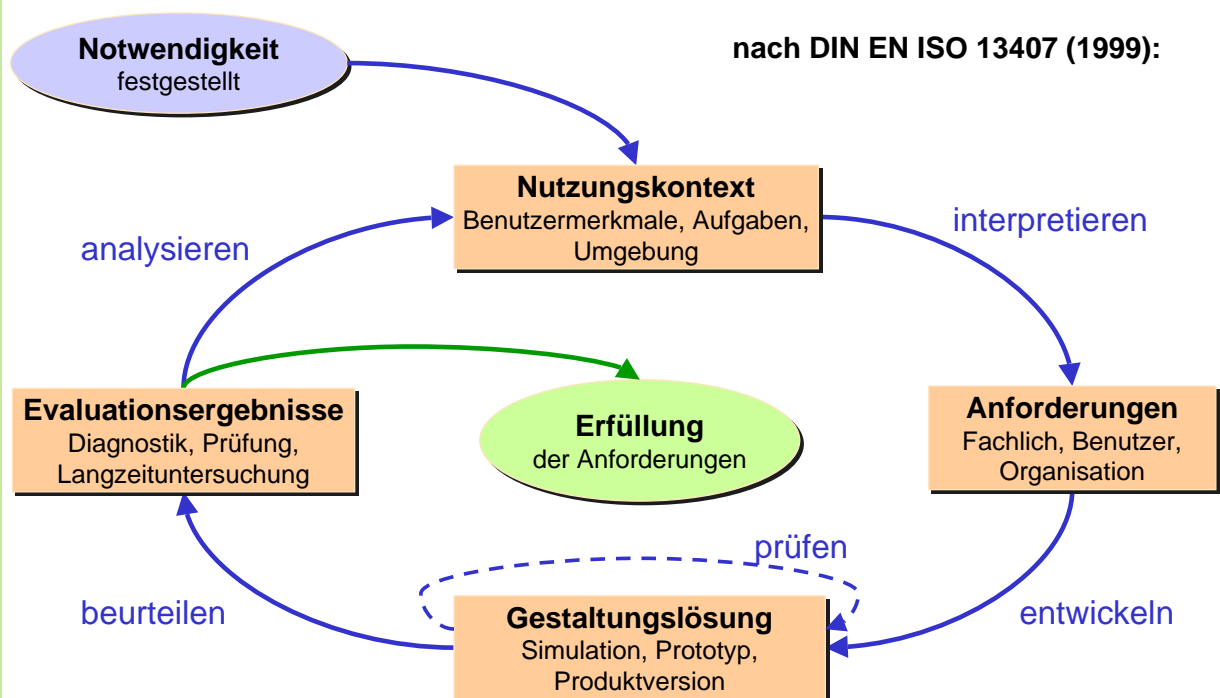 Notwendigkeit
festgestellt
nach DIN EN ISO 13407 (1999):
Nutzungskontext
Benutzermerkmale, Aufgaben,
Umgebung
analysieren
interpretieren
Evaluationsergebnisse
Diagnostik, Prüfung,
Langzeituntersuchung
Erfüllung
der Anforderungen
Anforderungen
Fachlich, Benutzer,
Organisation
prüfen
beurteilen
Gestaltungslösung
Simulation, Prototyp,
Produktversion
entwickeln